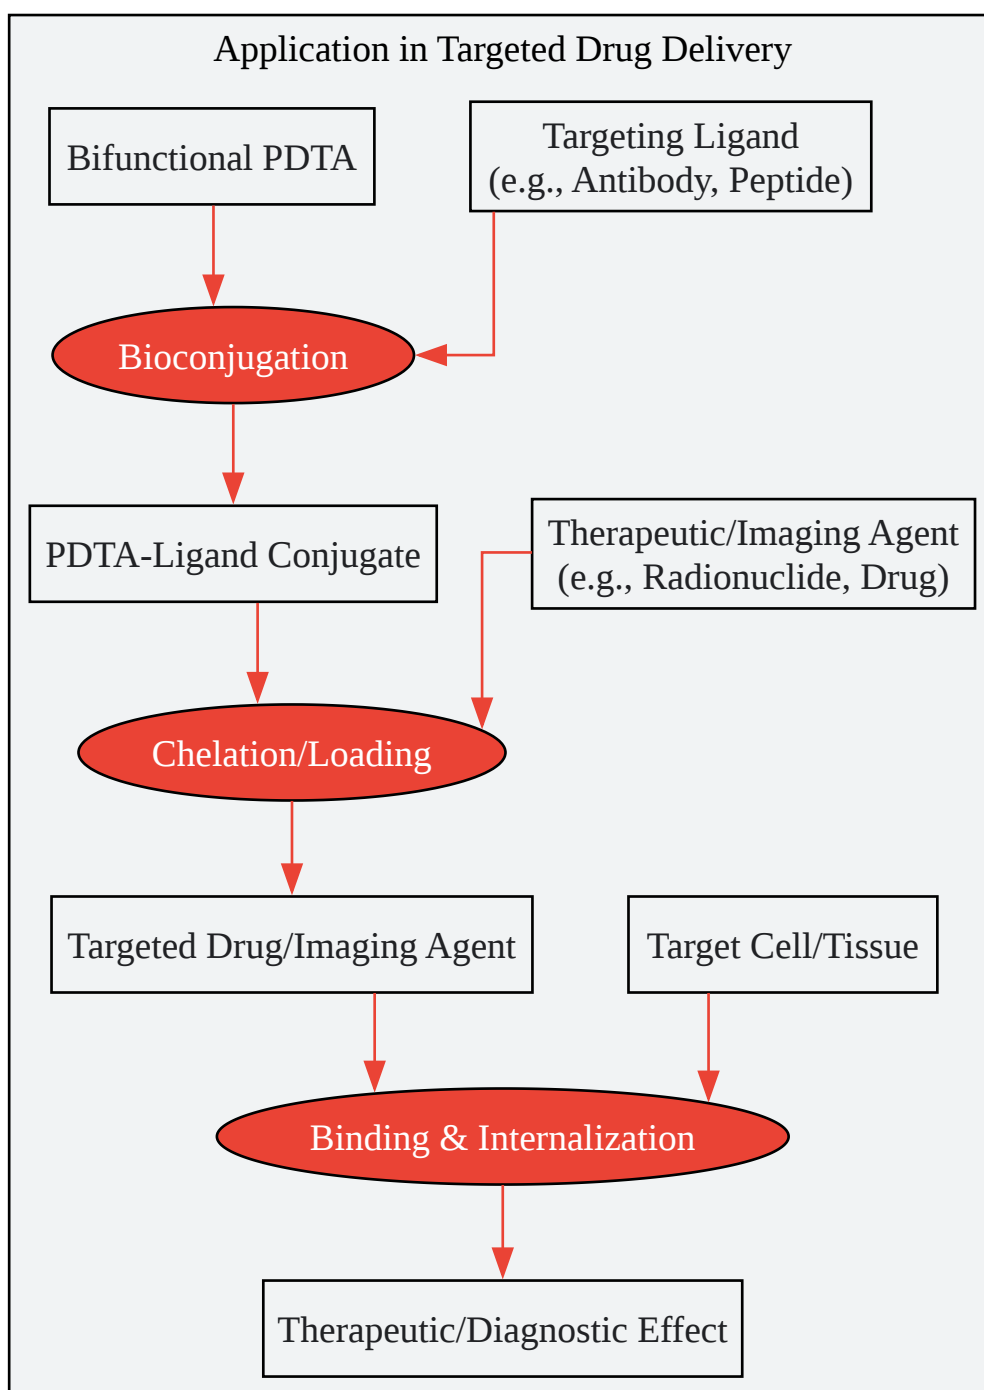 Application in Targeted Drug Delivery
Bifunctional PDTA
Targeting Ligand
(e.g., Antibody, Peptide)
Bioconjugation
PDTA-Ligand Conjugate
Therapeutic/Imaging Agent
(e.g., Radionuclide, Drug)
Chelation/Loading
Targeted Drug/Imaging Agent
Target Cell/Tissue
Binding & Internalization
Therapeutic/Diagnostic Effect